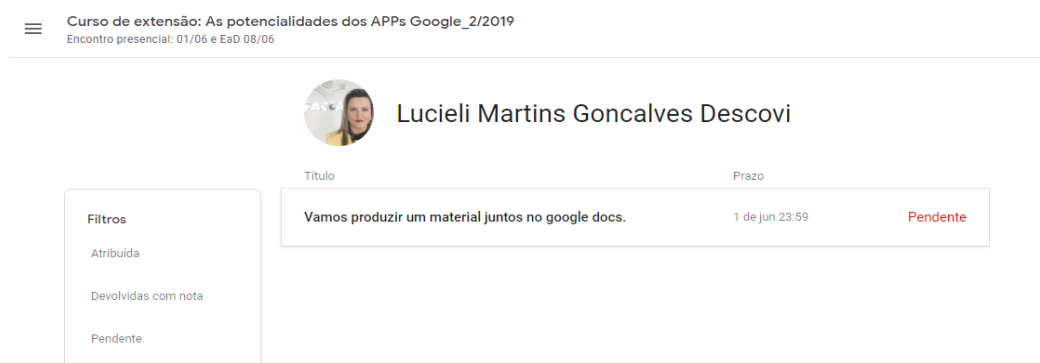 Curso de extensão: As potencialidades dos APPs Google_2/2019
Encontro presencial: 01/06 e EaD 08/06
Lucieli Martins Goncalves Descovi
Título Prazo
Vamos produzir um material juntos no google docs. 1 de jun 23:59 Pendente
Filtros
Atribuída
Devolvidas com nota
Pendente